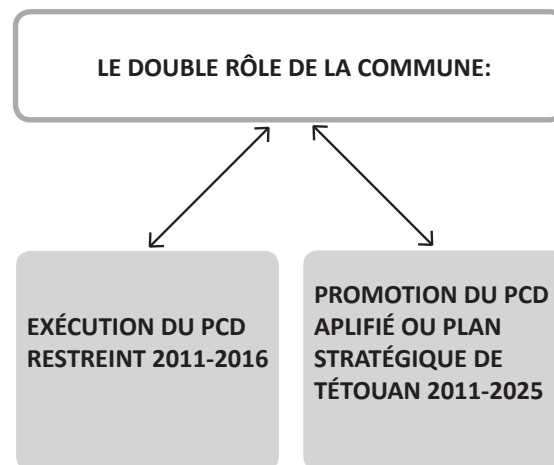 LE DOUBLE RÔLE DE LA COMMUNE:
EXÉCUTION DU PCD
RESTREINT 2011-2016
PROMOTION DU PCD
APLIFIÉ OU PLAN
STRATÉGIQUE DE
TÉTOUAN 2011-2025